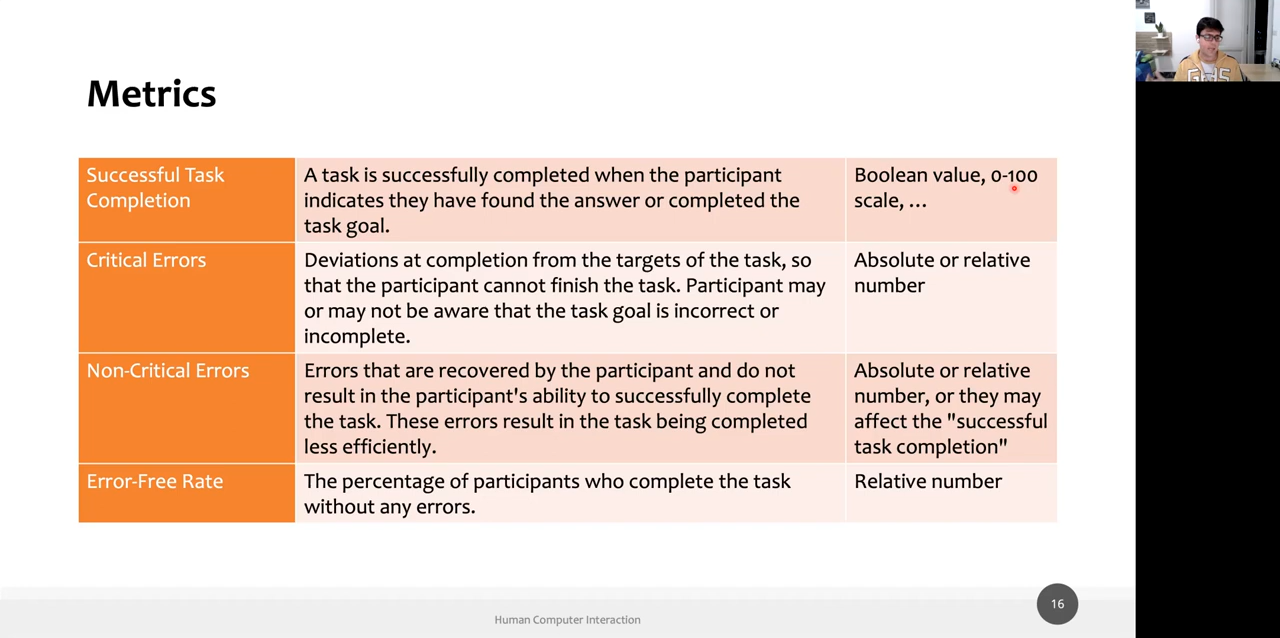 Metrics
Successful Task
Completion
A task is successfully completed when the participant
indicates they have found the answer or completed the
task goal.
Boolean value, 0-100
scale, …
Critical Errors
Deviations at completion from the targets of the task, so
that the participant cannot finish the task. Participant may
or may not be aware that the task goal is incorrect or
incomplete.
Absolute or relative
number
Non-Critical Errors
Errors that are recovered by the participant and do not
result in the participant's ability to successfully complete
the task. These errors result in the task being completed
less efficiently.
Absolute or relative
number, or they may
affect the "successful
task completion"
Error-Free Rate
The percentage of participants who complete the task
without any errors.
Relative number
Human Computer Interaction
16